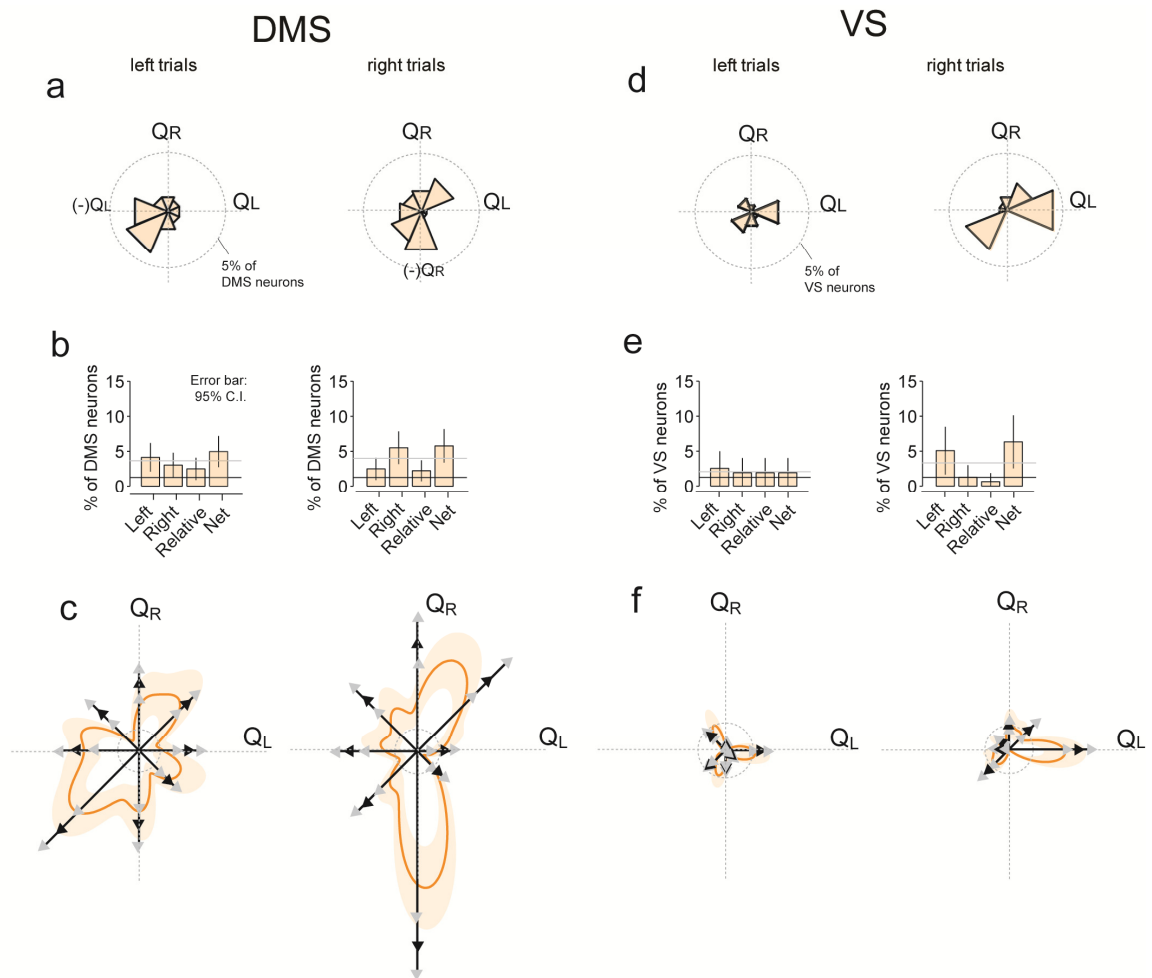 DMS
VS
left trials
right trials
left trials
right trials
a
d
QR
QR
QR
QR
(-)QL
QL
QL
QL
5% of
DMS neurons
(-)QR
5% of
VS neurons
b
e
% of DMS neurons
15
10
5
0
Error bar:
95% C.I.
Left
Right
Relative
Net
% of DMS neurons
15
10
5
0
Left
Right
Relative
Net
% of VS neurons
15
10
5
0
Left
Right
Relative
Net
% of VS neurons
15
10
5
0
Left
Right
Relative
Net
c
f
QR
QR
QR
QR
QL
QL
QL
QL